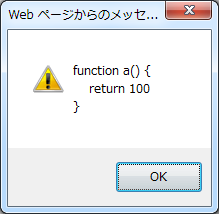 Web ページからのメッセ...
function a() {
    return 100
}
OK